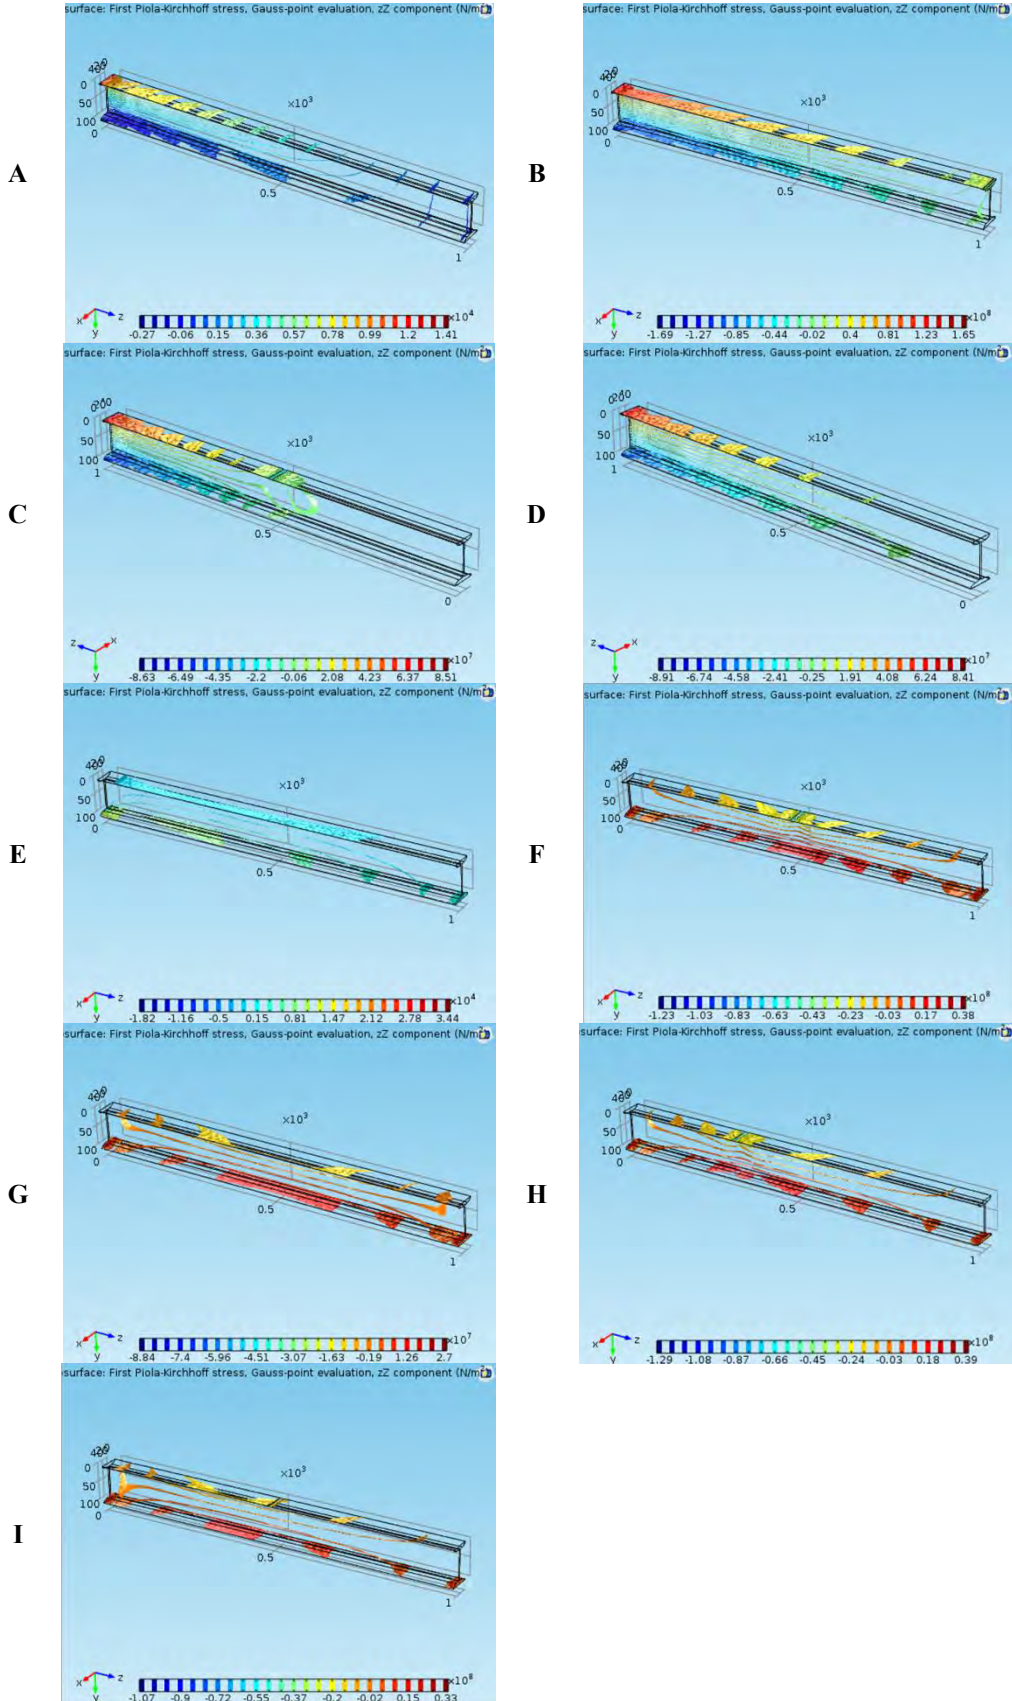 surface: First Piola-Kirchhoff stress, Gauss-point evaluation, zZ component (N/m²
A
0
50
100
0
×10³
0.5
1
x
y
z
×10⁴
-0.27 -0.06 0.15 0.36 0.57 0.78 0.99 1.2 1.41
surface: First Piola-Kirchhoff stress, Gauss-point evaluation, zZ component (N/m²
B
0
50
100
0
×10³
0.5
1
x
y
z
×10⁸
-1.69 -1.27 -0.85 -0.44 -0.02 0.4 0.81 1.23 1.65
surface: First Piola-Kirchhoff stress, Gauss-point evaluation, zZ component (N/m²
C
0
50
100
1
×10³
0.5
0
z
x
y
×10⁷
-8.63 -6.49 -4.35 -2.2 -0.06 2.08 4.23 6.37 8.51
surface: First Piola-Kirchhoff stress, Gauss-point evaluation, zZ component (N/m²
D
0
50
100
1
×10³
0.5
0
z
x
y
×10⁷
-8.91 -6.74 -4.58 -2.41 -0.25 1.91 4.08 6.24 8.41
surface: First Piola-Kirchhoff stress, Gauss-point evaluation, zZ component (N/m²
E
0
50
100
0
×10³
0.5
1
x
y
z
×10⁴
-1.82 -1.16 -0.5 0.15 0.81 1.47 2.12 2.78 3.44
surface: First Piola-Kirchhoff stress, Gauss-point evaluation, zZ component (N/m²
F
0
50
100
0
×10³
0.5
1
x
y
z
×10⁸
-1.23 -1.03 -0.83 -0.63 -0.43 -0.23 -0.03 0.17 0.38
surface: First Piola-Kirchhoff stress, Gauss-point evaluation, zZ component (N/m²
G
0
50
100
0
×10³
0.5
1
x
y
z
×10⁷
-8.84 -7.4 -5.96 -4.51 -3.07 -1.63 -0.19 1.26 2.7
surface: First Piola-Kirchhoff stress, Gauss-point evaluation, zZ component (N/m²
H
0
50
100
0
×10³
0.5
1
x
y
z
×10⁸
-1.29 -1.08 -0.87 -0.66 -0.45 -0.24 -0.03 0.18 0.39
surface: First Piola-Kirchhoff stress, Gauss-point evaluation, zZ component (N/m²
I
0
50
100
0
×10³
0.5
1
x
y
z
×10⁸
-1.07 -0.9 -0.72 -0.55 -0.37 -0.2 -0.02 0.15 0.33